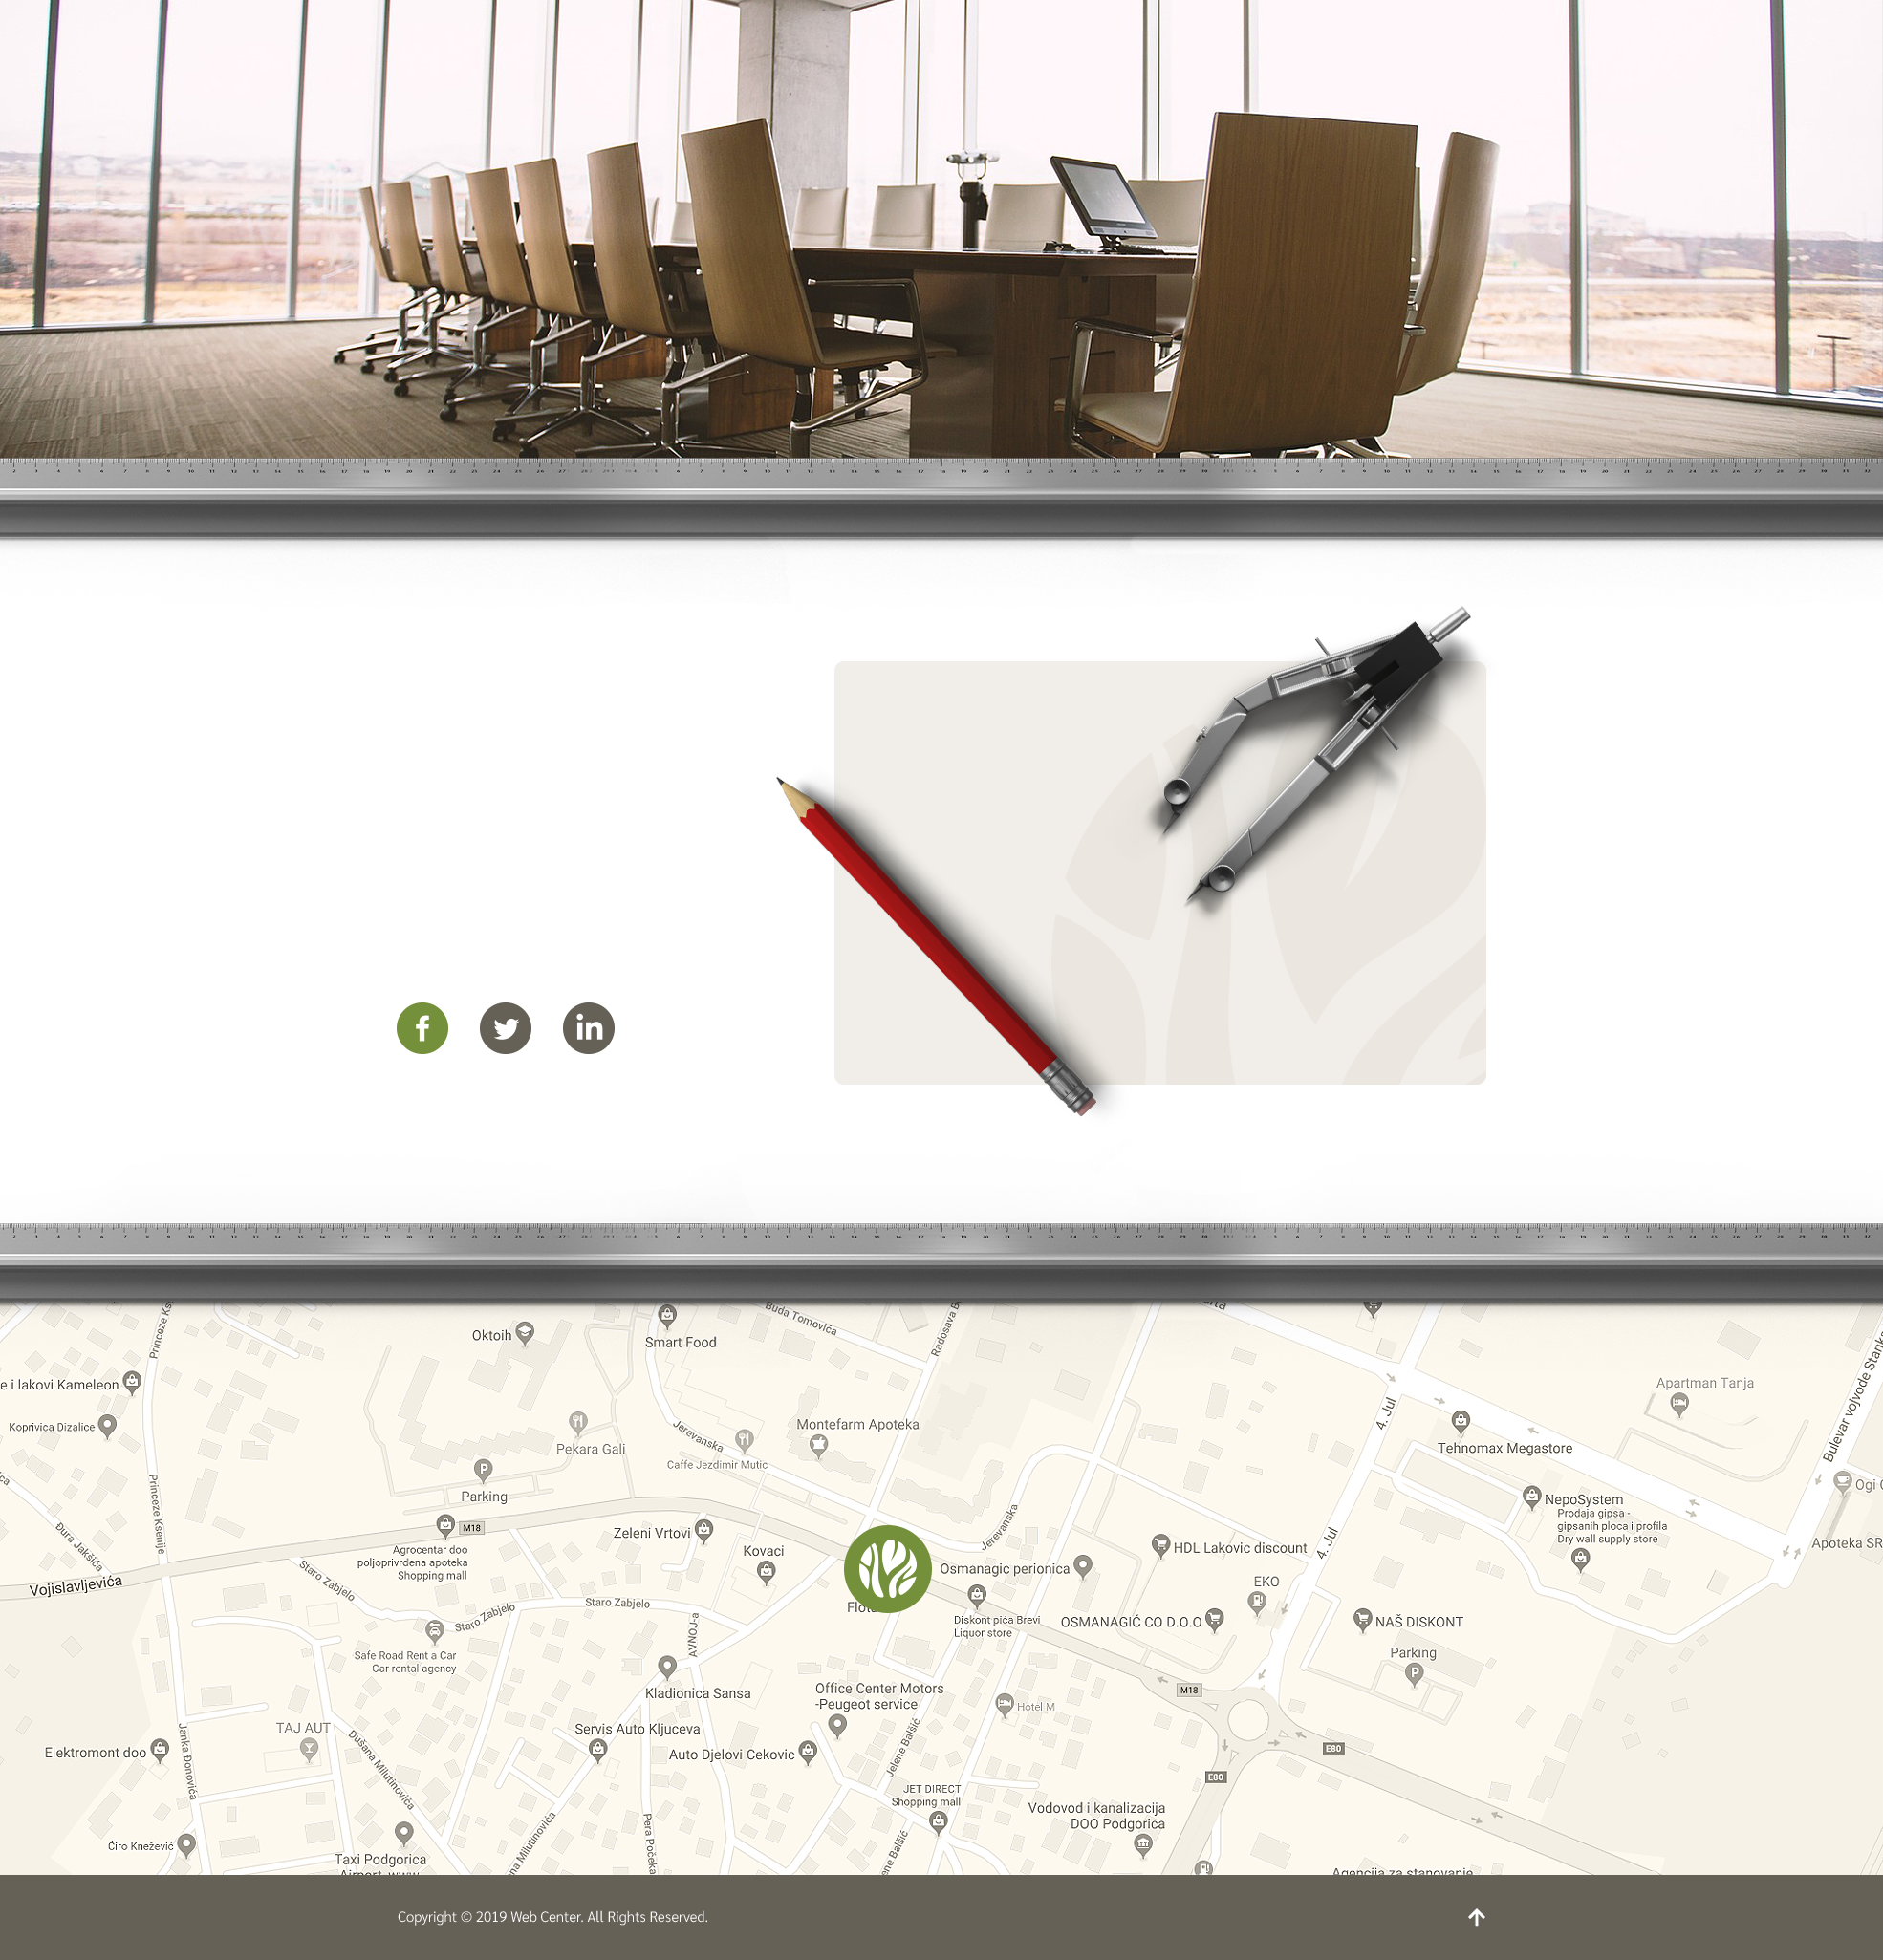 Buda Tomovića
Smart Food
Oktoih
Princeze
Radosava
e i lakovi Kameleon
Koprivica Dizalice
Apartman Tanja
Tehnomax Megastore
4. Jul
Bulevar vojvode Stank
Montefarm Apoteka
Jerevanska
Pekara Gali
Caffe Jezdimir Mutic
P
Parking
M18
Princeze Ksenije
Đura Jakšića
Zeleni Vrtovi
Agrocentar doo
poljoprivrdena apoteka
Shopping mall
Kovaci
Jerevanska
NepoSystem
Prodaja gipsa -
gipsanih ploca i profila
Dry wall supply store
Ogi
Apoteka SR
4. Jul
HDL Lakovic discount
Osmanagic perionica
EKO
Vojislavljevića
Staro Zabjelo
Staro Zabjelo
Staro Zabjelo
AVNOJ-a
Diskont pića Brevi
Liquor store
OSMANAGIĆ CO D.O.O
NAŠ DISKONT
Parking
P
Safe Road Rent a Car
Car rental agency
Kladionica Sansa
Office Center Motors
-Peugeot service
M18
Hotel M
TAJ AUT
Servis Auto Kljuceva
Elektromont doo
Auto Djelovi Cekovic
Janka Đonovića
Dušana Milutinovića
Jelene Balšić
E80
E80
JET DIRECT
Shopping mall
Vodovod i kanalizacija
DOO Podgorica
Ćiro Knežević
Taxi Podgorica
na Milutinovića
Pera Počeka
ene Balšić
Agencija za stanovanje
Copyright © 2019 Web Center. All Rights Reserved.